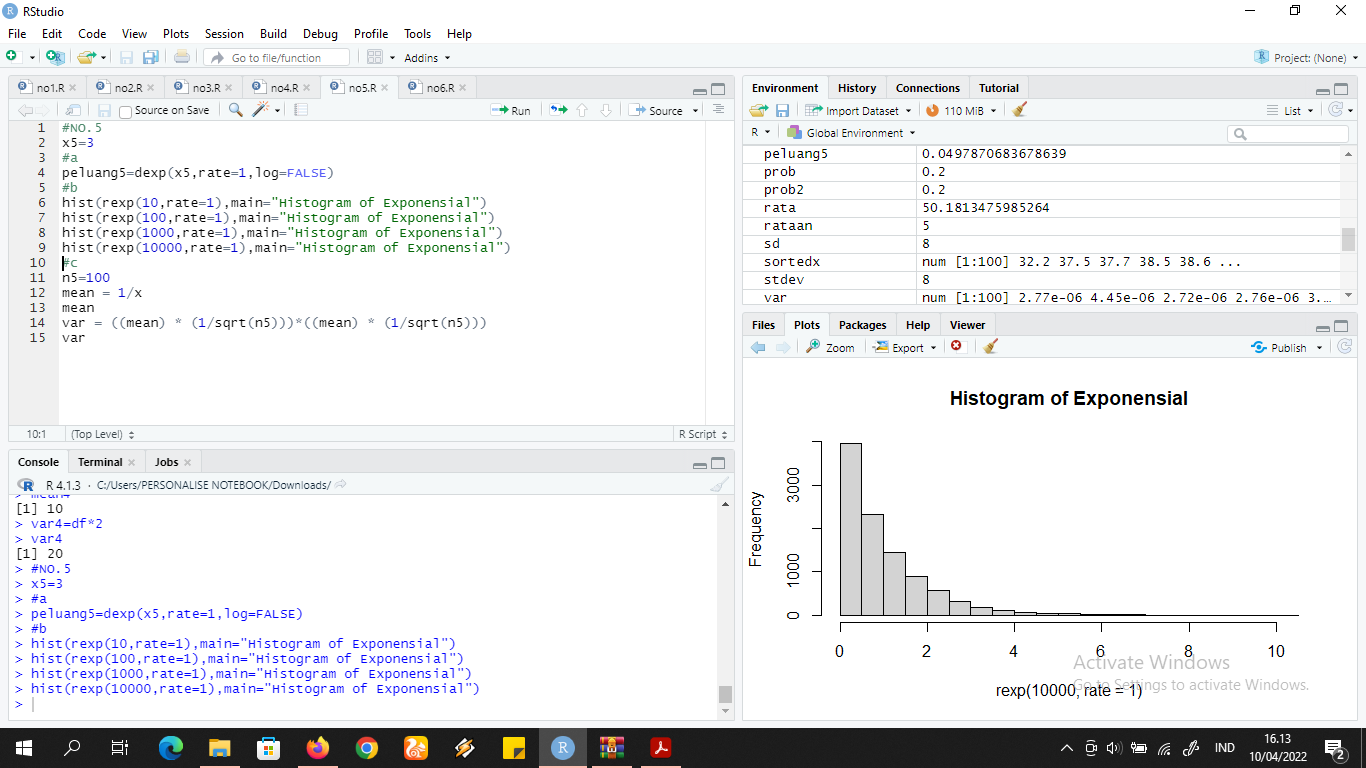 RStudio
File Edit Code View Plots Session Build Debug Profile Tools Help
Go to file/function Addins Project: (None)
no1.R no2.R no3.R no4.R no5.R no6.R
Source on Save Run Source
1 #NO.5
2 x5=3
3 #a
4 peluang5=dexp(x5,rate=1,log=FALSE)
5 #b
6 hist(rexp(10,rate=1),main="Histogram of Exponensial")
7 hist(rexp(100,rate=1),main="Histogram of Exponensial")
8 hist(rexp(1000,rate=1),main="Histogram of Exponensial")
9 hist(rexp(10000,rate=1),main="Histogram of Exponensial")
10 #c
11 n5=100
12 mean = 1/x
13 mean
14 var = ((mean) * (1/sqrt(n5)))*((mean) * (1/sqrt(n5)))
15 var
10:1 (Top Level) R Script
Console Terminal Jobs
R 4.1.3 · C:/Users/PERSONALISE NOTEBOOK/Downloads/
> mean4
[1] 10
> var4=df*2
> var4
[1] 20
> #NO.5
> x5=3
> #a
> peluang5=dexp(x5,rate=1,log=FALSE)
> #b
> hist(rexp(10,rate=1),main="Histogram of Exponensial")
> hist(rexp(100,rate=1),main="Histogram of Exponensial")
> hist(rexp(1000,rate=1),main="Histogram of Exponensial")
> hist(rexp(10000,rate=1),main="Histogram of Exponensial")
>
Environment History Connections Tutorial
Import Dataset 110 MiB List
R Global Environment
peluang5 0.0497870683678639
prob 0.2
prob2 0.2
rata 50.1813475985264
rataan 5
sd 8
sortedx num [1:100] 32.2 37.5 37.7 38.5 38.6 ...
stdev 8
var num [1:100] 2.77e-06 4.45e-06 2.72e-06 2.76e-06 3...
Files Plots Packages Help Viewer
Zoom Export Publish
Histogram of Exponensial
Frequency
3000
1000
0
0 2 4 6 8 10
rexp(10000, rate = 1)
Activate Windows
Go to Settings to activate Windows.
IND
16.13
10/04/2022
2